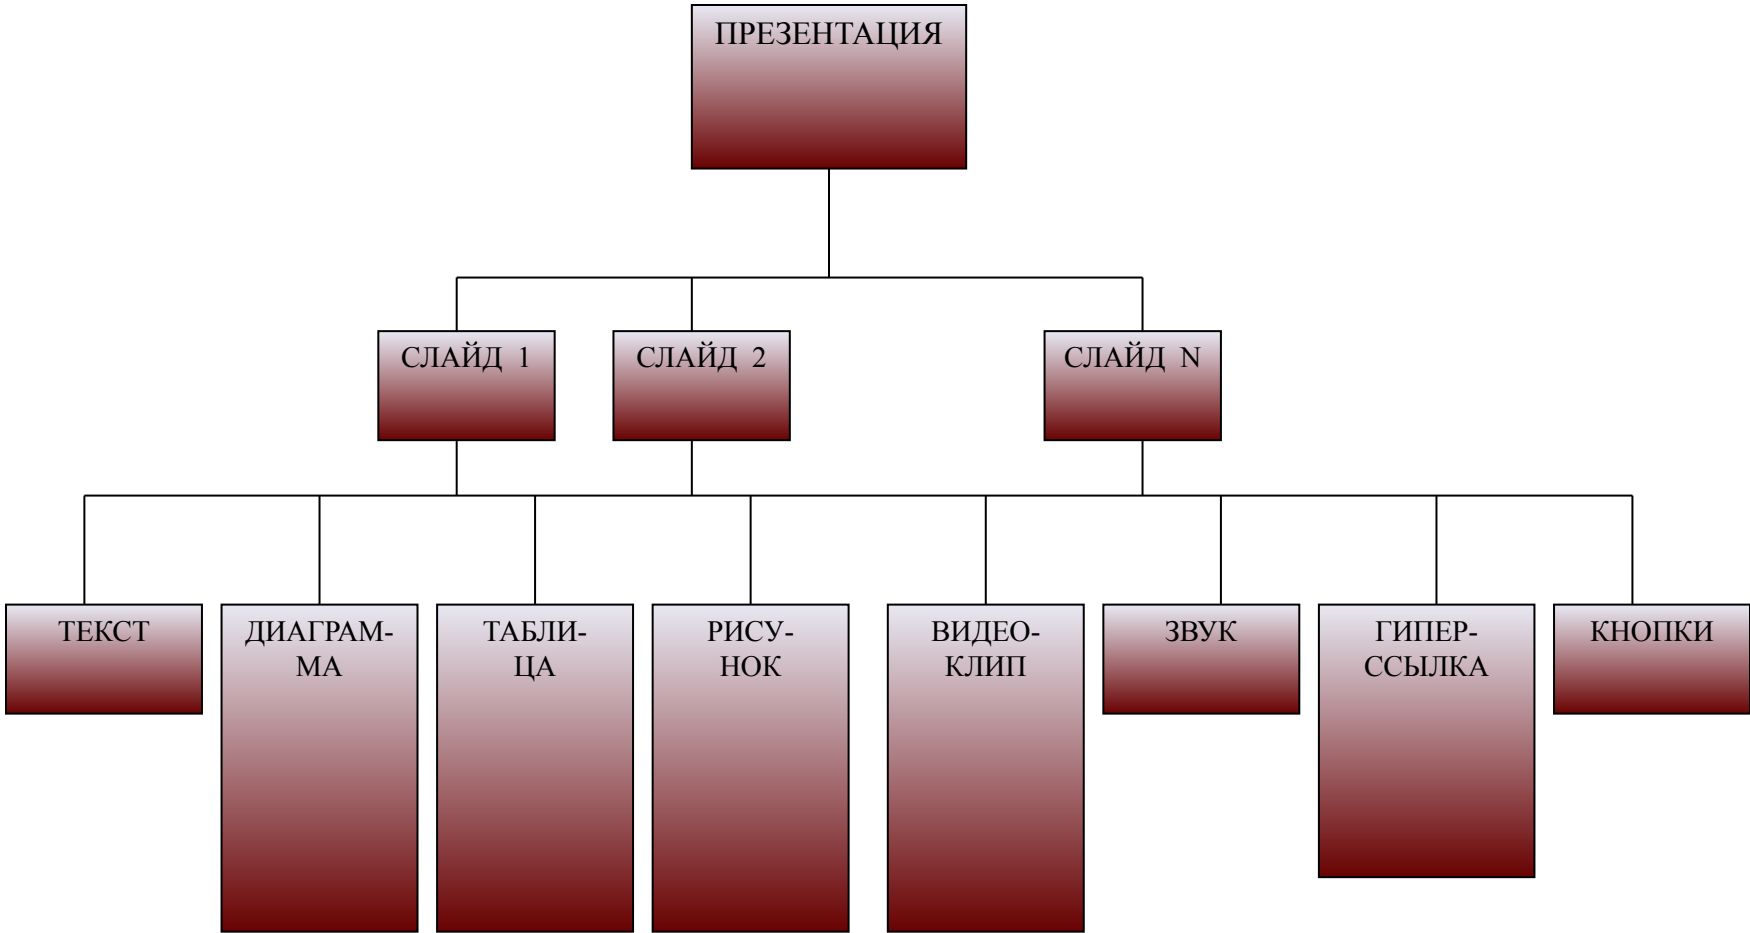 ПРЕЗЕНТАЦИЯ
СЛАЙД 1
СЛАЙД 2
СЛАЙД N
ТЕКСТ
ДИАГРАМ-
МА
ТАБЛИ-
ЦА
РИСУ-
НОК
ВИДЕО-
КЛИП
ЗВУК
ГИПЕР-
ССЫЛКА
КНОПКИ